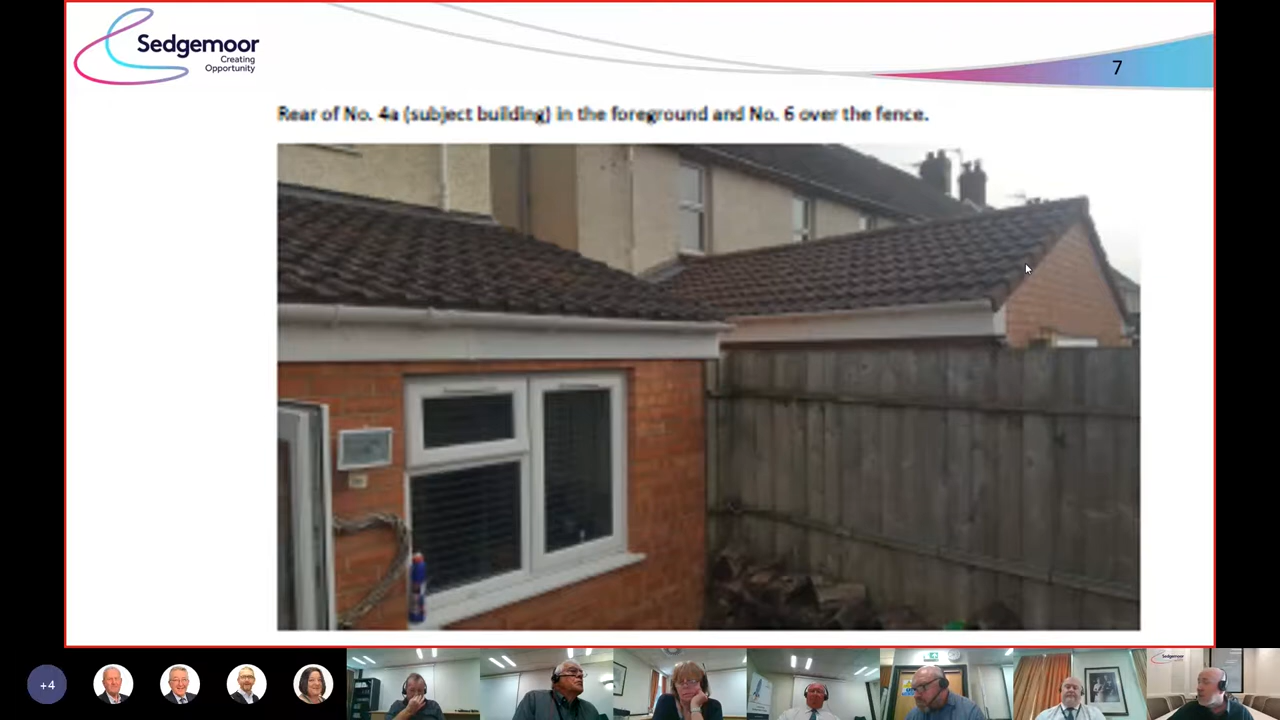 Sedgemoor
Creating
Opportunity
7
Rear of No. 4a (subject building) in the foreground and No. 6 over the fence.
+4
Sedgemoor